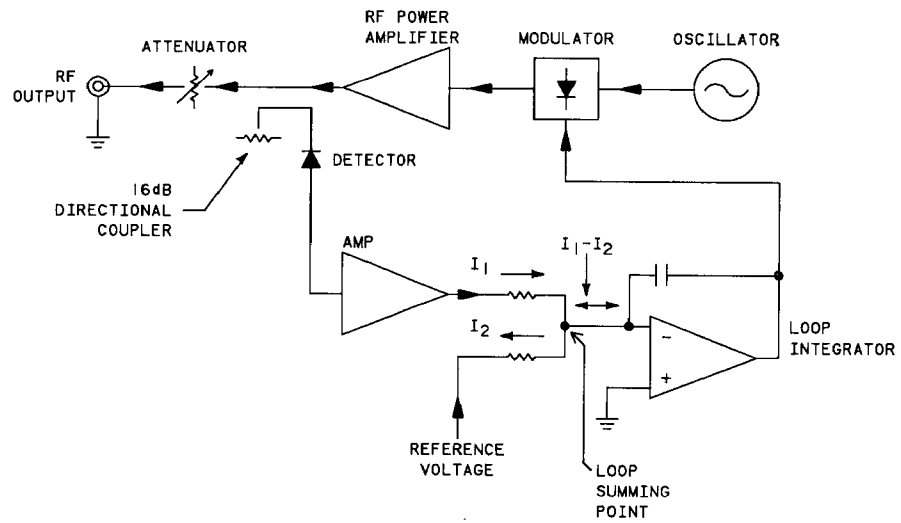 RF POWER
AMPLIFIER
ATTENUATOR
MODULATOR
OSCILLATOR
RF
OUTPUT
DETECTOR
16dB
DIRECTIONAL
COUPLER
AMP
I1
I1-I2
I2
-
+
LOOP
INTEGRATOR
REFERENCE
VOLTAGE
LOOP
SUMMING
POINT